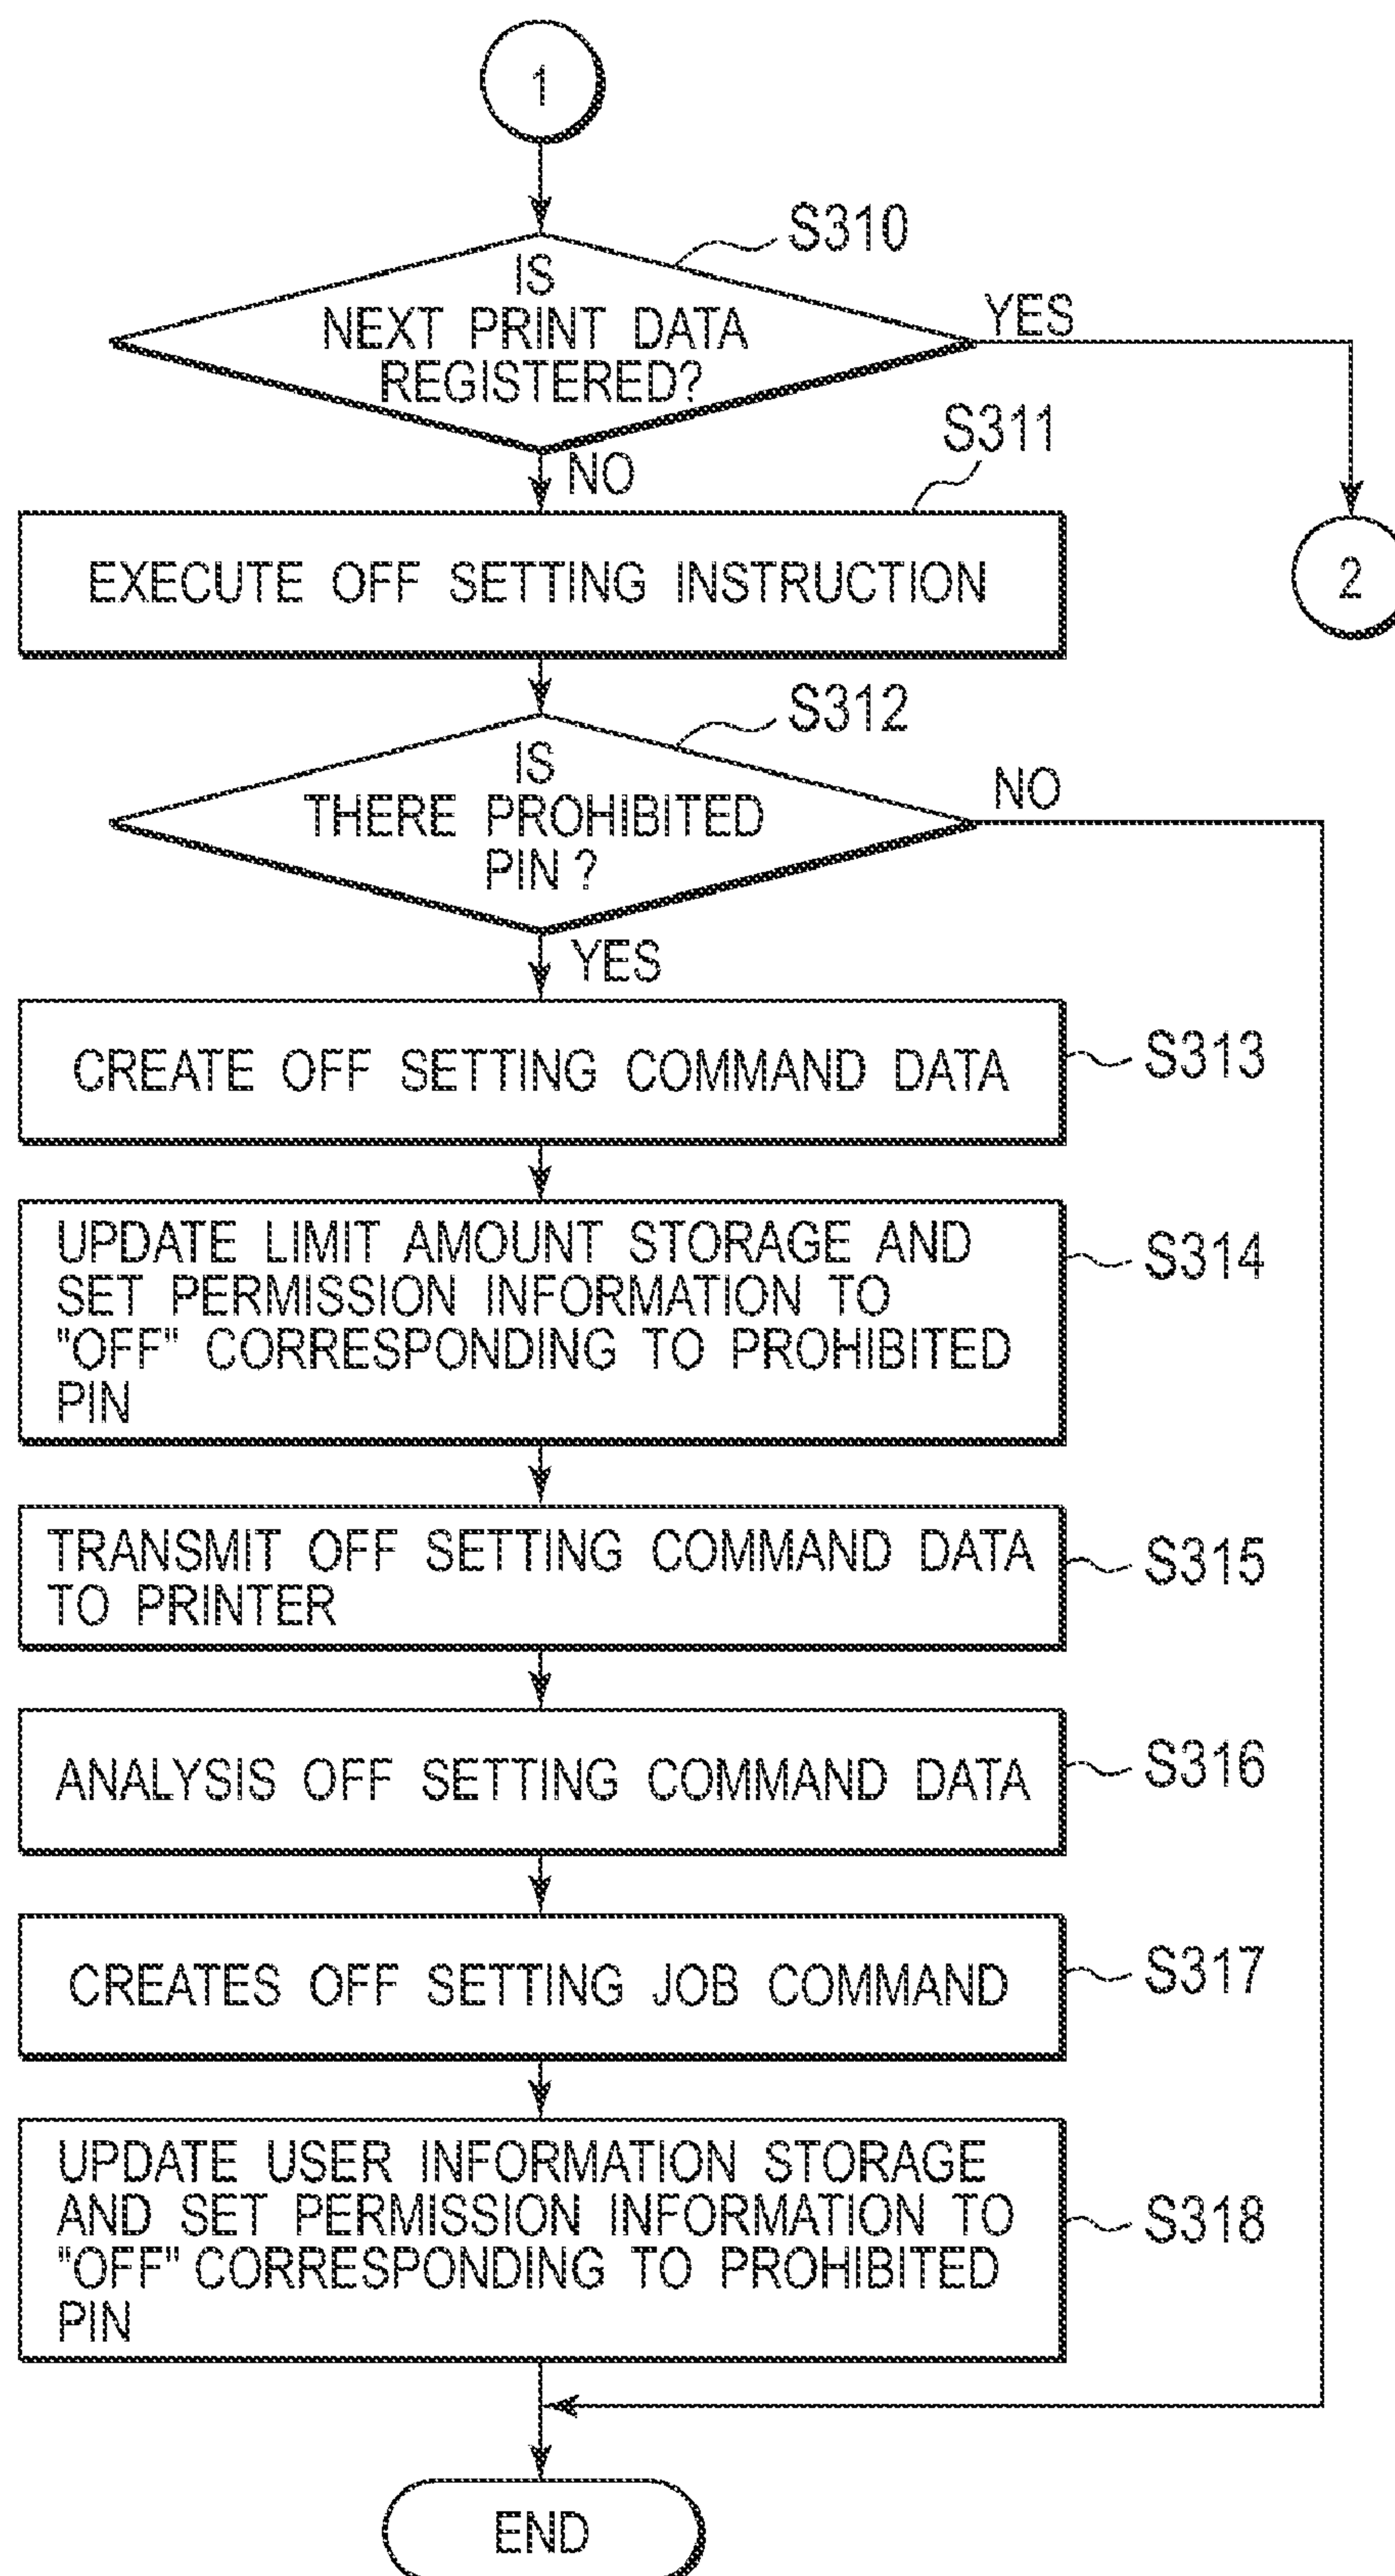 1
S310
IS
NEXT PRINT DATA
REGISTERED?
YES
NO
S311
EXECUTE OFF SETTING INSTRUCTION
2
S312
IS
THERE PROHIBITED
PIN ?
NO
YES
CREATE OFF SETTING COMMAND DATA
S313
UPDATE LIMIT AMOUNT STORAGE AND
SET PERMISSION INFORMATION TO
"OFF" CORRESPONDING TO PROHIBITED
PIN
S314
TRANSMIT OFF SETTING COMMAND DATA
TO PRINTER
S315
ANALYSIS OFF SETTING COMMAND DATA
S316
CREATES OFF SETTING JOB COMMAND
S317
UPDATE USER INFORMATION STORAGE
AND SET PERMISSION INFORMATION TO
"OFF" CORRESPONDING TO PROHIBITED
PIN
S318
END